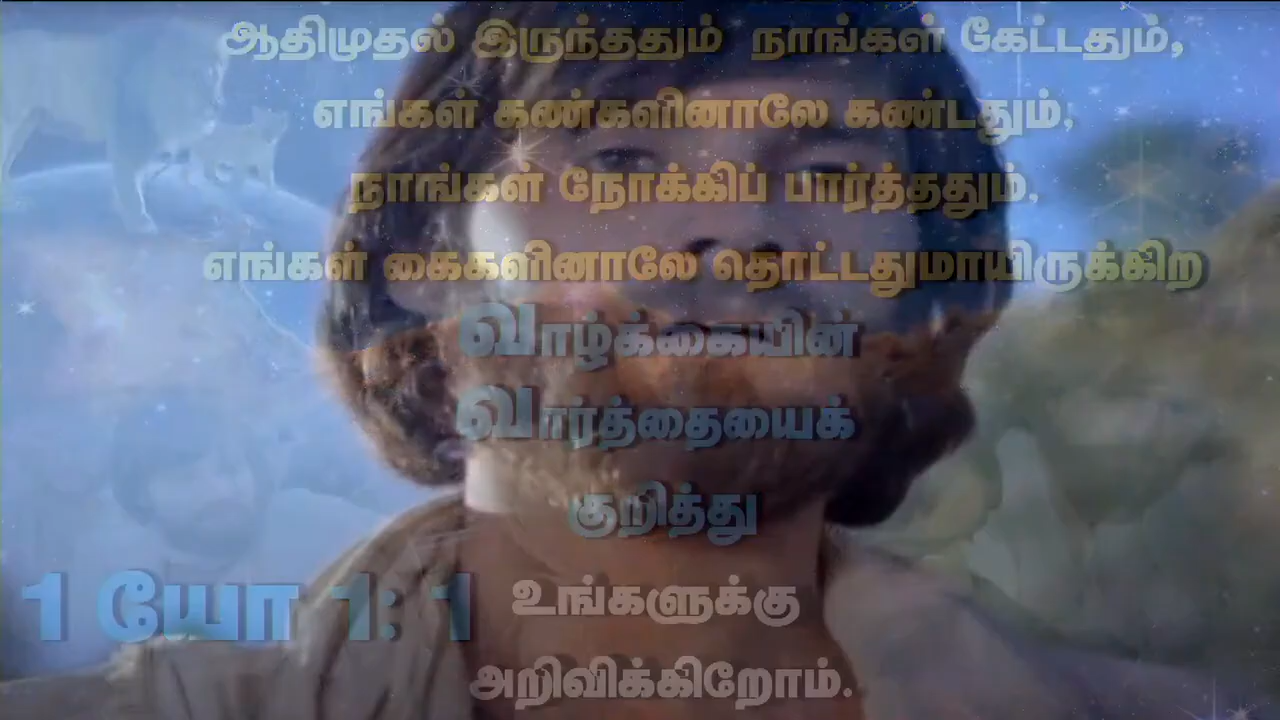 ஆதிமுதல் இருந்ததும் நாங்கள் கேட்டதும்,
எங்கள் கண்களினாலே கண்டதும்,
நாங்கள் நோக்கிப் பார்த்ததும்,
எங்கள் கைகளினாலே தொட்டதுமாயிருக்கிற
வாழ்க்கையின்
வார்த்தையைக்
குறித்து
1 யோ 1: 1
உங்களுக்கு
அறிவிக்கிறோம்.